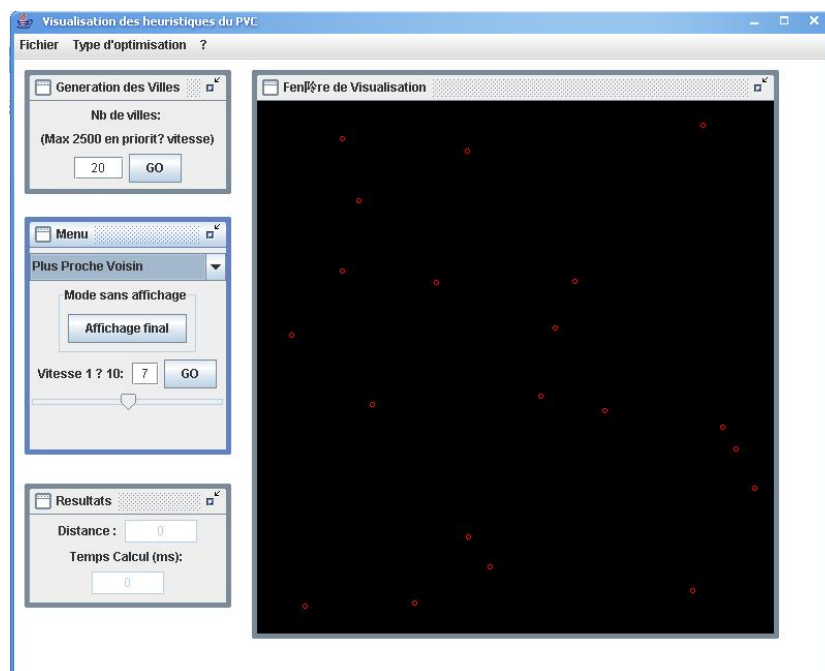 Visualisation des heuristiques du PVC
Fichier Type d'optimisation ?
Generation des Villes
Nb de villes:
(Max 2500 en priorit? vitesse)
20 GO
Menu
Plus Proche Voisin
Mode sans affichage
Affichage final
Vitesse 1 ? 10: 7 GO
Resultats
Distance : 0
Temps Calcul (ms):
0
de Visualisation